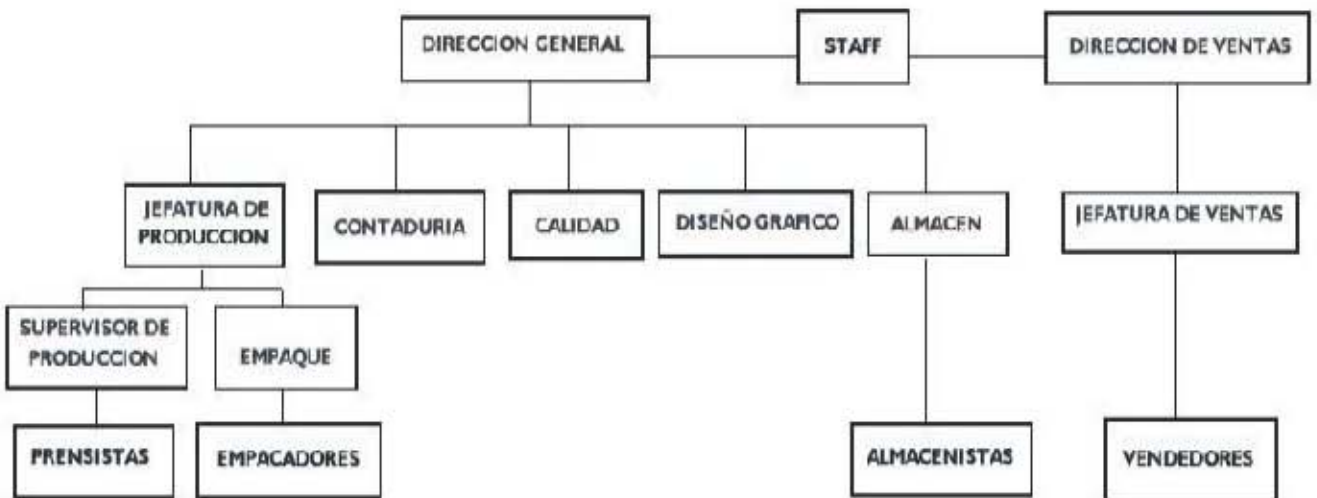 DIRECCION GENERAL
STAFF
DIRECCION DE VENTAS
JEFATURA DE
PRODUCCION
CONTADURIA
CALIDAD
DISEÑO GRAFICO
ALMACEN
JEFATURA DE VENTAS
SUPERVISOR DE
PRODUCCION
EMPAQUE
PRENSISTAS
EMPACADORES
ALMACENISTAS
VENDEDORES